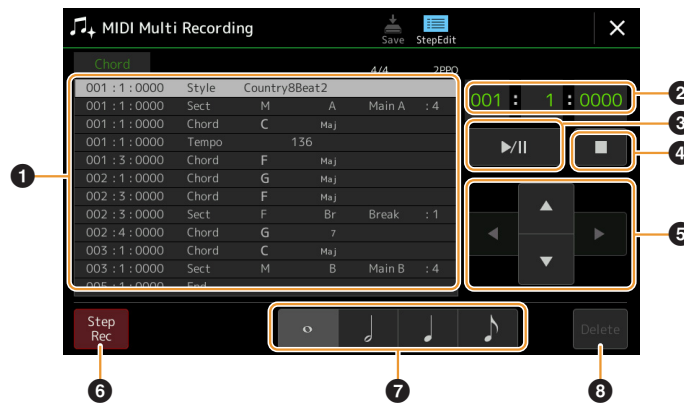 MIDI Multi Recording
Save StepEdit
Chord 4/4 2PPQ
001 : 1 : 0000 Style Country8Beat2
001 : 1 : 0000 Sect M A Main A : 4
001 : 1 : 0000 Chord C Maj
001 : 1 : 0000 Tempo 136
001 : 3 : 0000 Chord F Maj
002 : 1 : 0000 Chord G Maj
002 : 3 : 0000 Chord F Maj
002 : 3 : 0000 Sect F Br Break : 1
002 : 4 : 0000 Chord G 7
003 : 1 : 0000 Chord C Maj
003 : 1 : 0000 Sect M B Main B : 4
005 : 1 : 0000 End
001 : 1 : 0000
Step
Rec
Delete
1
2
3
4
5
6
7
8